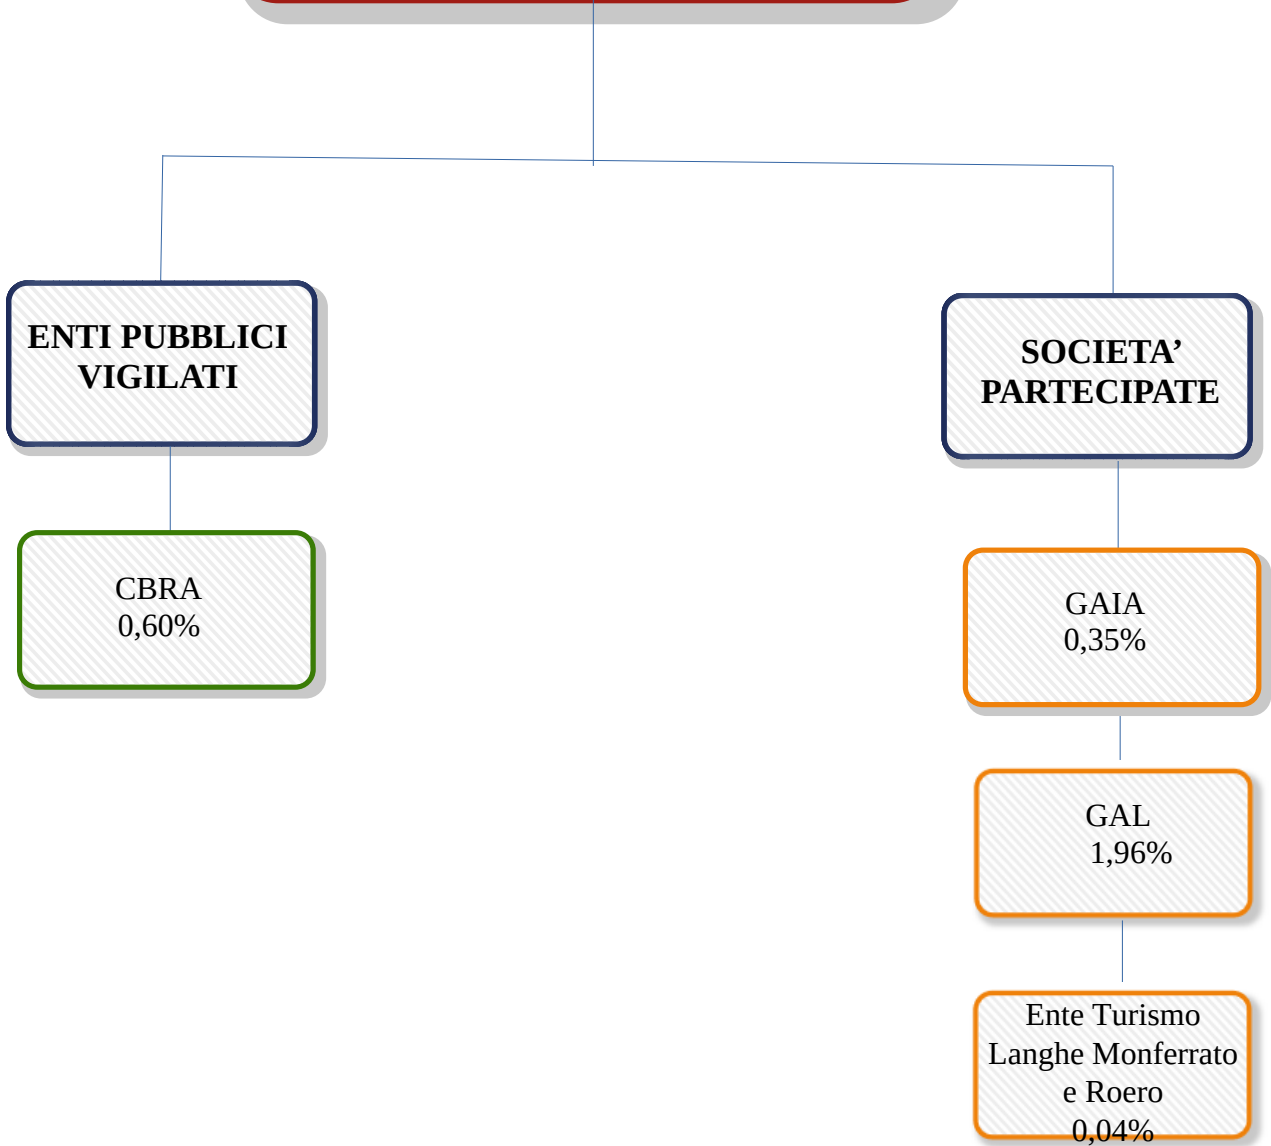 ENTI PUBBLICI
VIGILATI
CBRA
0,60%
SOCIETA’
PARTECIPATE
GAIA
0,35%
GAL
1,96%
Ente Turismo
Langhe Monferrato
e Roero
0,04%